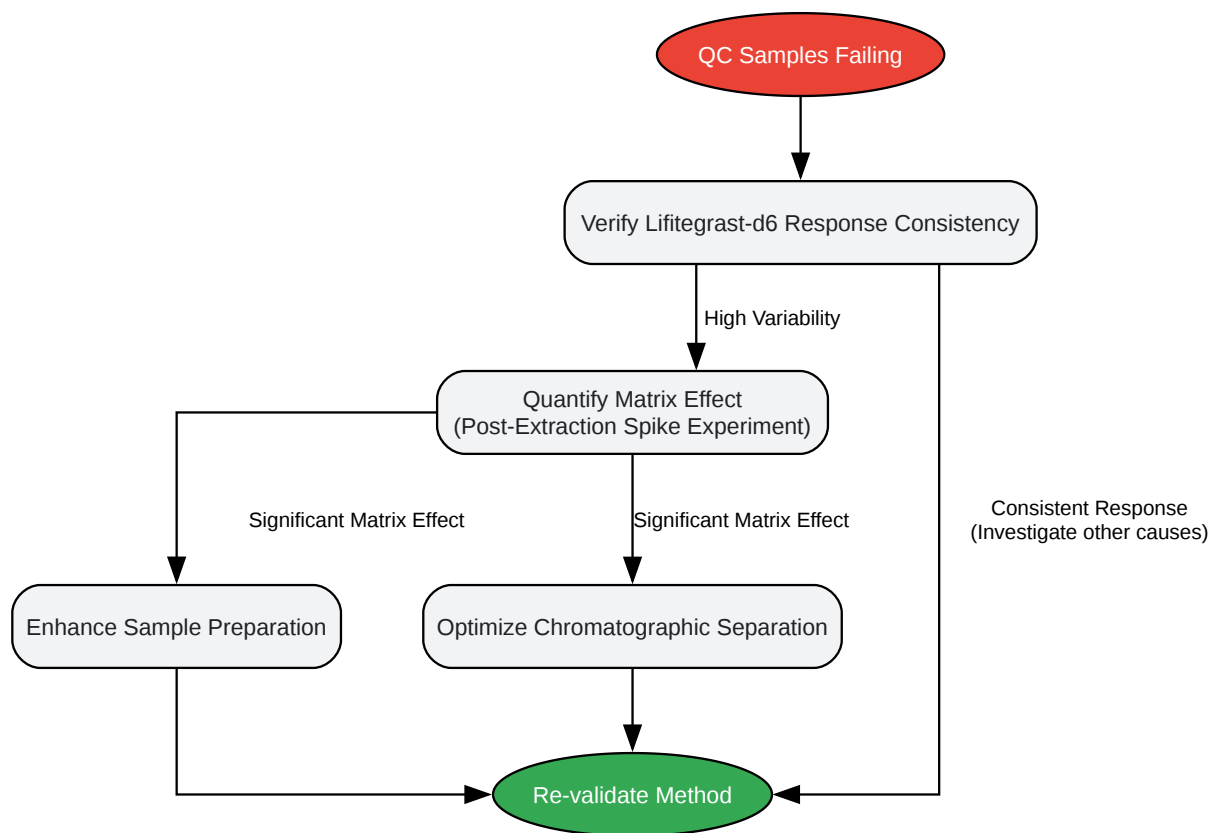 QC Samples Failing
Verify Lifitegrast-d6 Response Consistency
High Variability
Quantify Matrix Effect
(Post-Extraction Spike Experiment)
Significant Matrix Effect
Significant Matrix Effect
Consistent Response
(Investigate other causes)
Enhance Sample Preparation
Optimize Chromatographic Separation
Re-validate Method